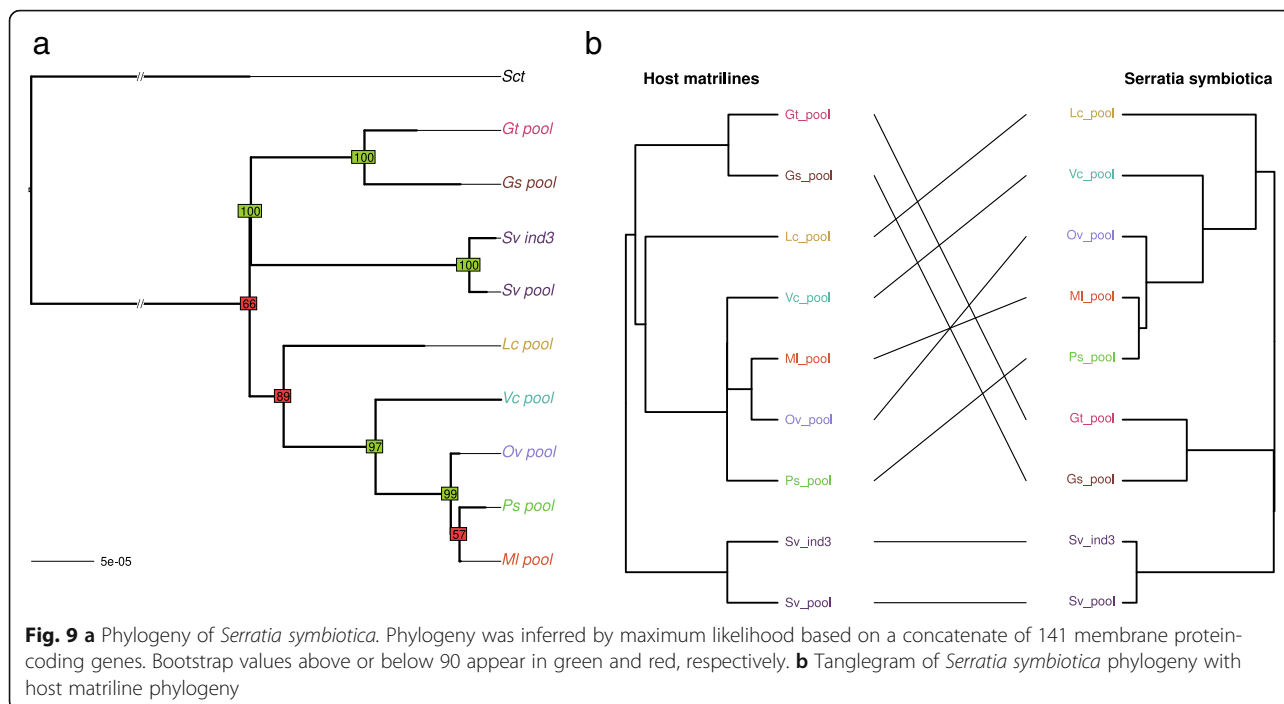 a
Sct
Gt pool
100
Gs pool
100
Sv ind3
100
Sv pool
66
Lc pool
89
Vc pool
97
Ov pool
99
Ps pool
57
Ml pool
5e-05
b
Host matrilines
Serratia symbiotica
Gt_pool
Gs_pool
Lc_pool
Vc_pool
Ml_pool
Ov_pool
Ps_pool
Sv_ind3
Sv_pool
Lc_pool
Vc_pool
Ov_pool
Ml_pool
Ps_pool
Gt_pool
Gs_pool
Sv_ind3
Sv_pool
Fig. 9 a Phylogeny of Serratia symbiotica. Phylogeny was inferred by maximum likelihood based on a concatenate of 141 membrane protein-
coding genes. Bootstrap values above or below 90 appear in green and red, respectively. b Tanglegram of Serratia symbiotica phylogeny with
host matriline phylogeny